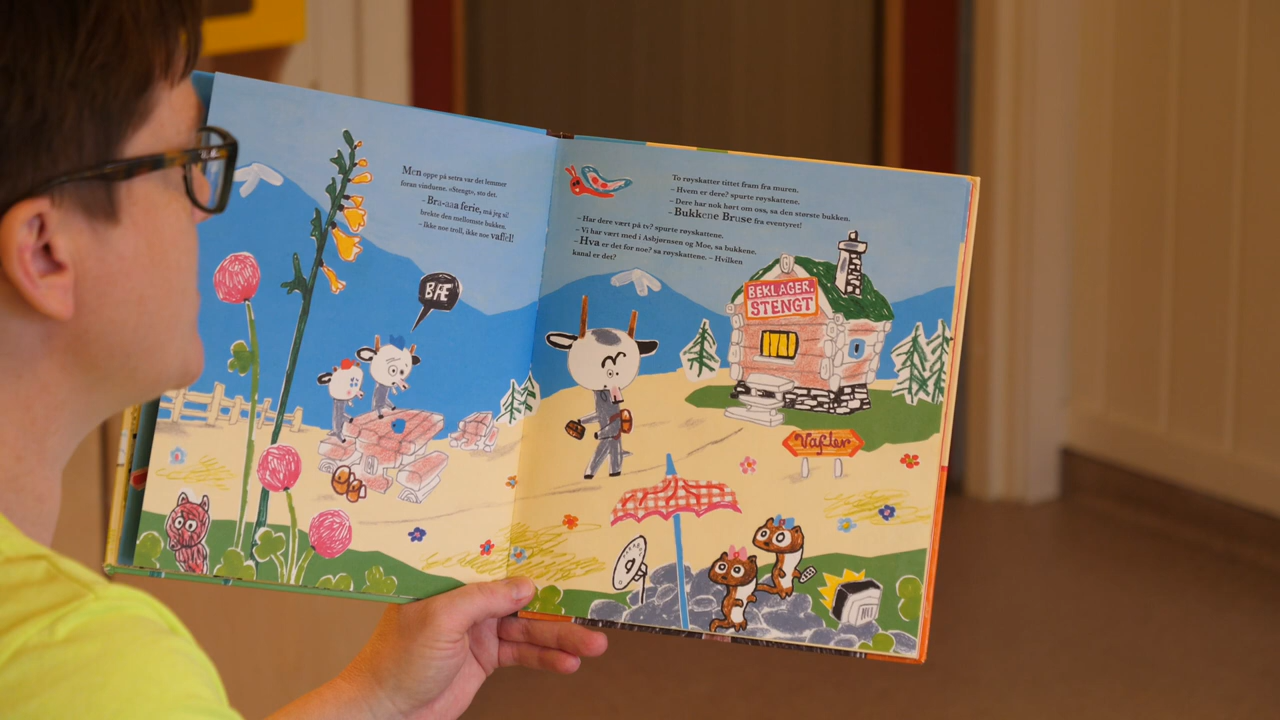 Men oppe på setra var det lemmer
foran vinduene. «Stengt», sto det.
– Bra-aaa ferie, må jeg si!
brekte den mellomste bukken.
– Ikke noe troll, ikke noe vaffel!
BÆ
To røyskatter tittet fram fra muren.
– Hvem er dere? spurte røyskattene.
– Dere har nok hørt om oss, sa den største bukken.
– Bukkene Bruse fra eventyret!
– Har dere vært på tv? spurte røyskattene.
– Vi har vært med i Asbjørnsen og Moe, sa bukkene.
– Hva er det for noe? sa røyskattene. – Hvilken
kanal er det?
BEKLAGER.
STENGT
Vafler